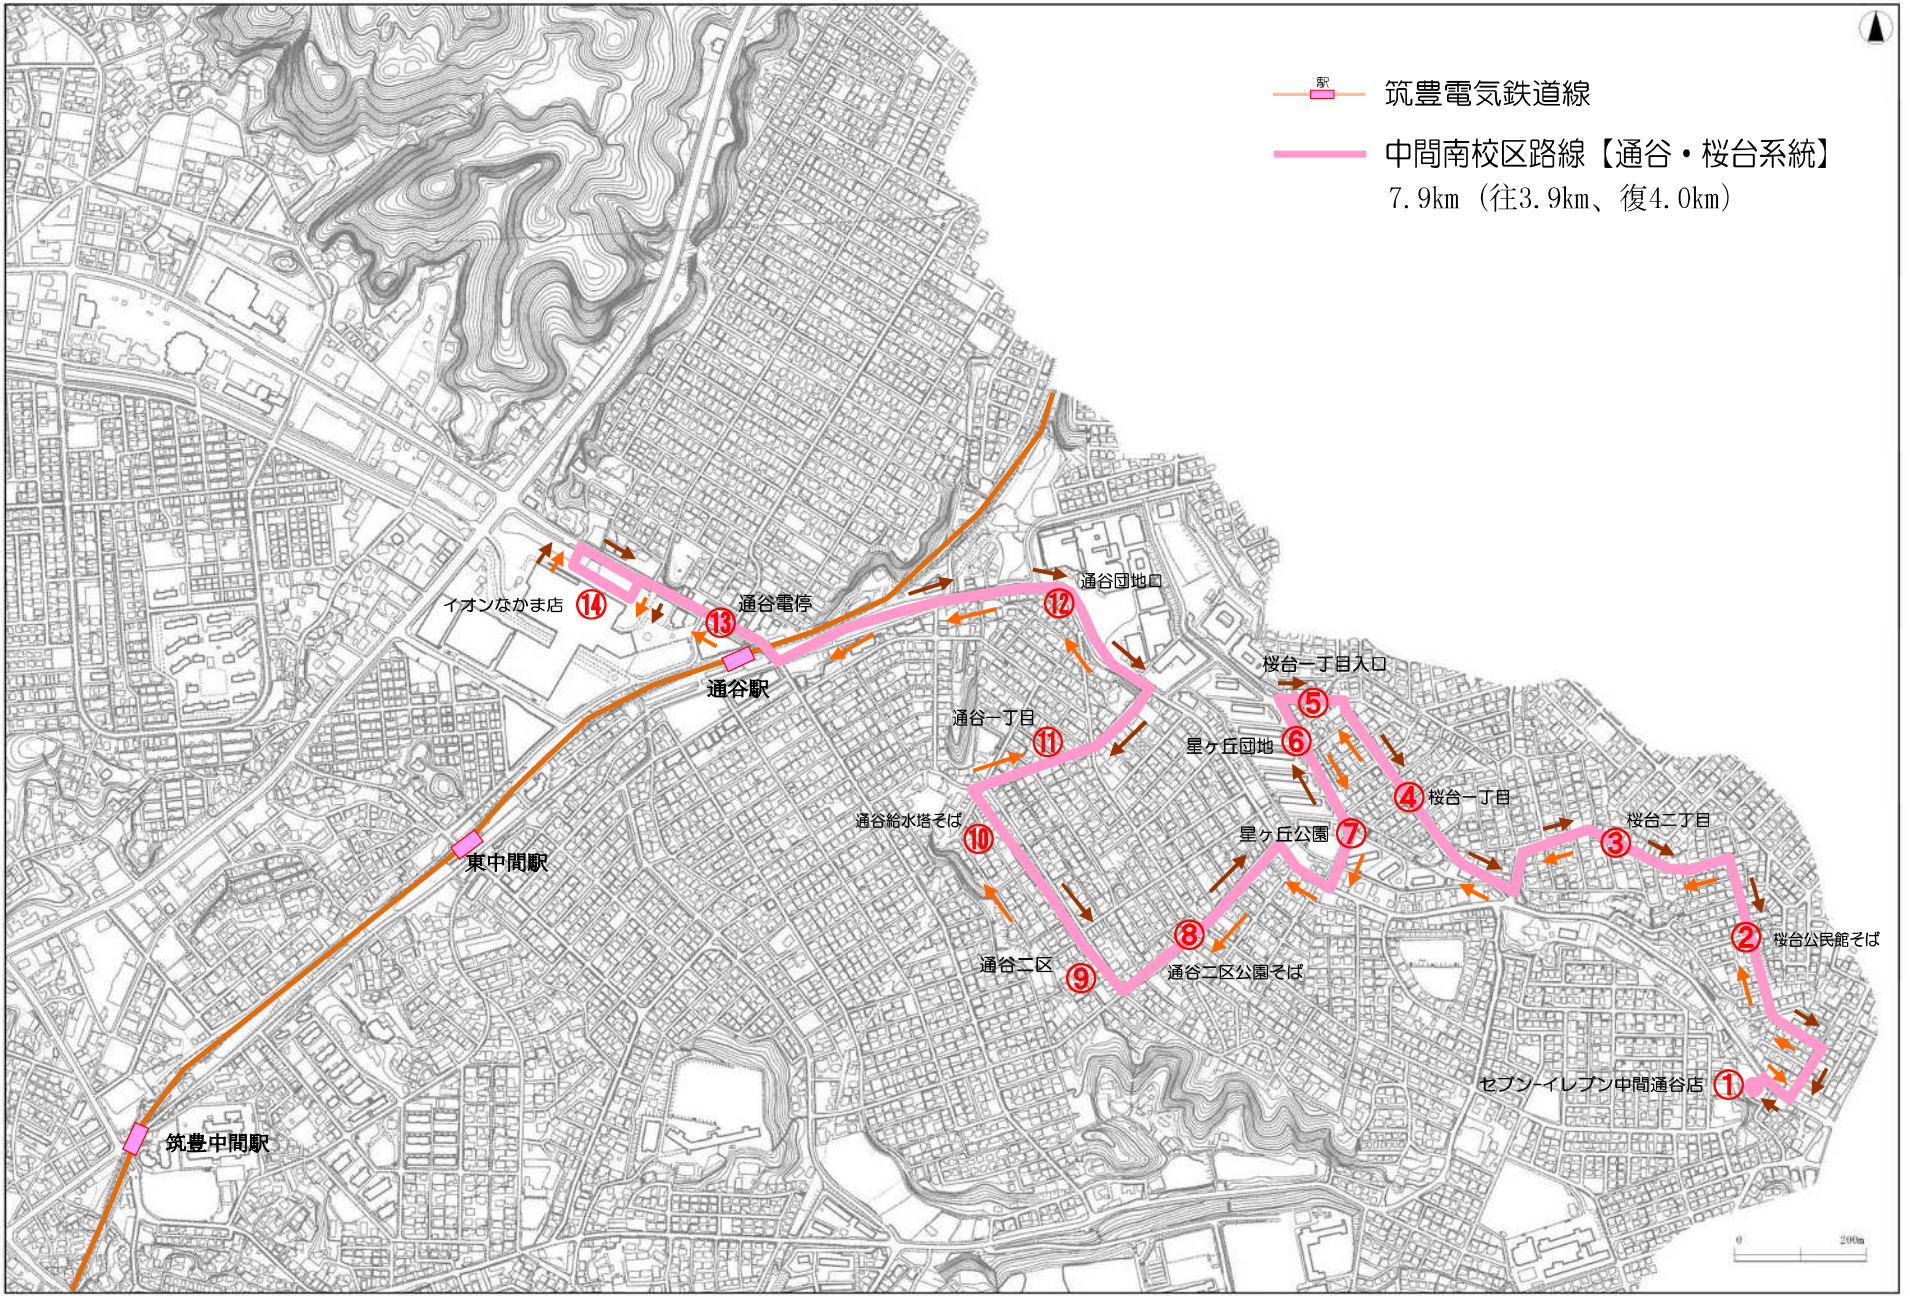 駅
筑豊電気鉄道線
中間南校区路線【通谷・桜台系統】
7.9km（往3.9km、復4.0km）
イオンなかま店
⑭
通谷電停
⑬
通谷駅
⑫
通谷団地口
桜台一丁目入口
⑤
通谷一丁目
⑪
星ヶ丘団地
⑥
④
桜台一丁目
通谷給水塔そば
⑩
星ヶ丘公園
⑦
桜台二丁目
③
東中間駅
⑧
通谷二区公園そば
通谷二区
⑨
②
桜台公民館そば
セブン-イレブン中間通谷店
①
筑豊中間駅
0 200m